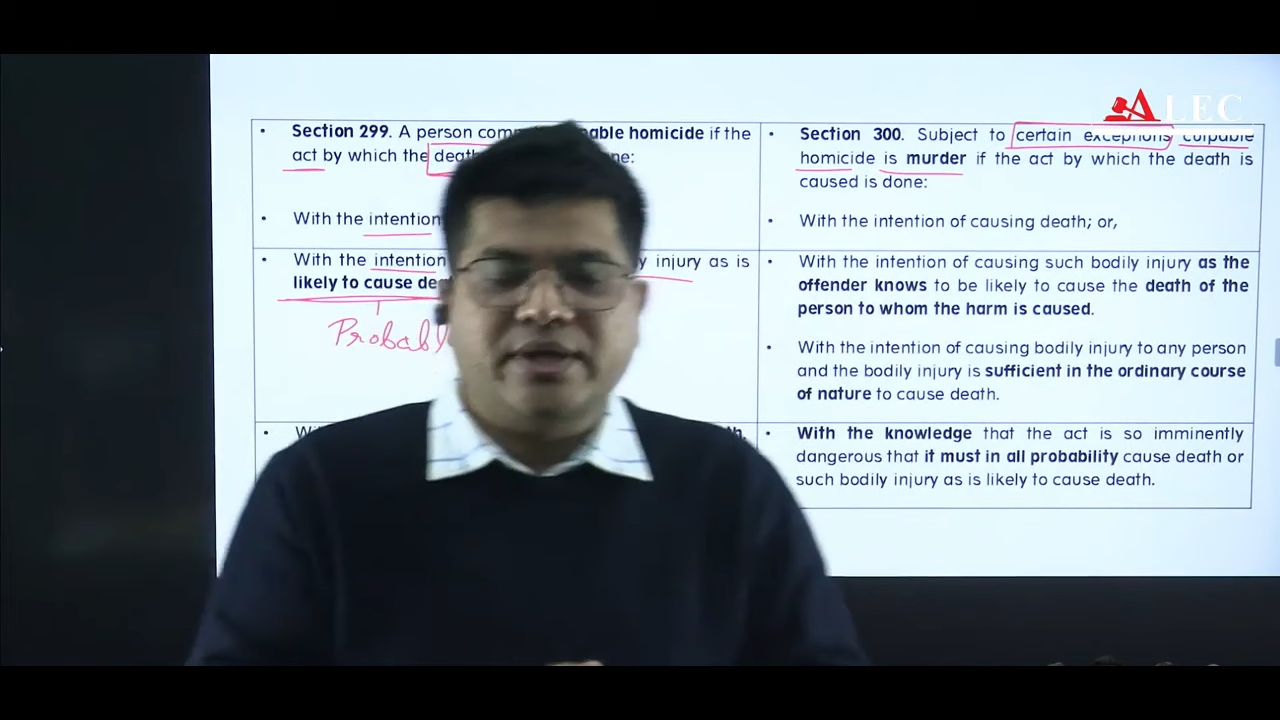 ALEC
Section 299. A person homicide if the
act by which the
With the intention
With the intention injury as is
likely to cause
Section 300. Subject to certain exceptions culpable
homicide is murder if the act by which the death is
caused is done:
With the intention of causing death; or,
With the intention of causing such bodily injury as the
offender knows to be likely to cause the death of the
person to whom the harm is caused.
With the intention of causing bodily injury to any person
and the bodily injury is sufficient in the ordinary course
of nature to cause death.
With the knowledge that the act is so imminently
dangerous that it must in all probability cause death or
such bodily injury as is likely to cause death.